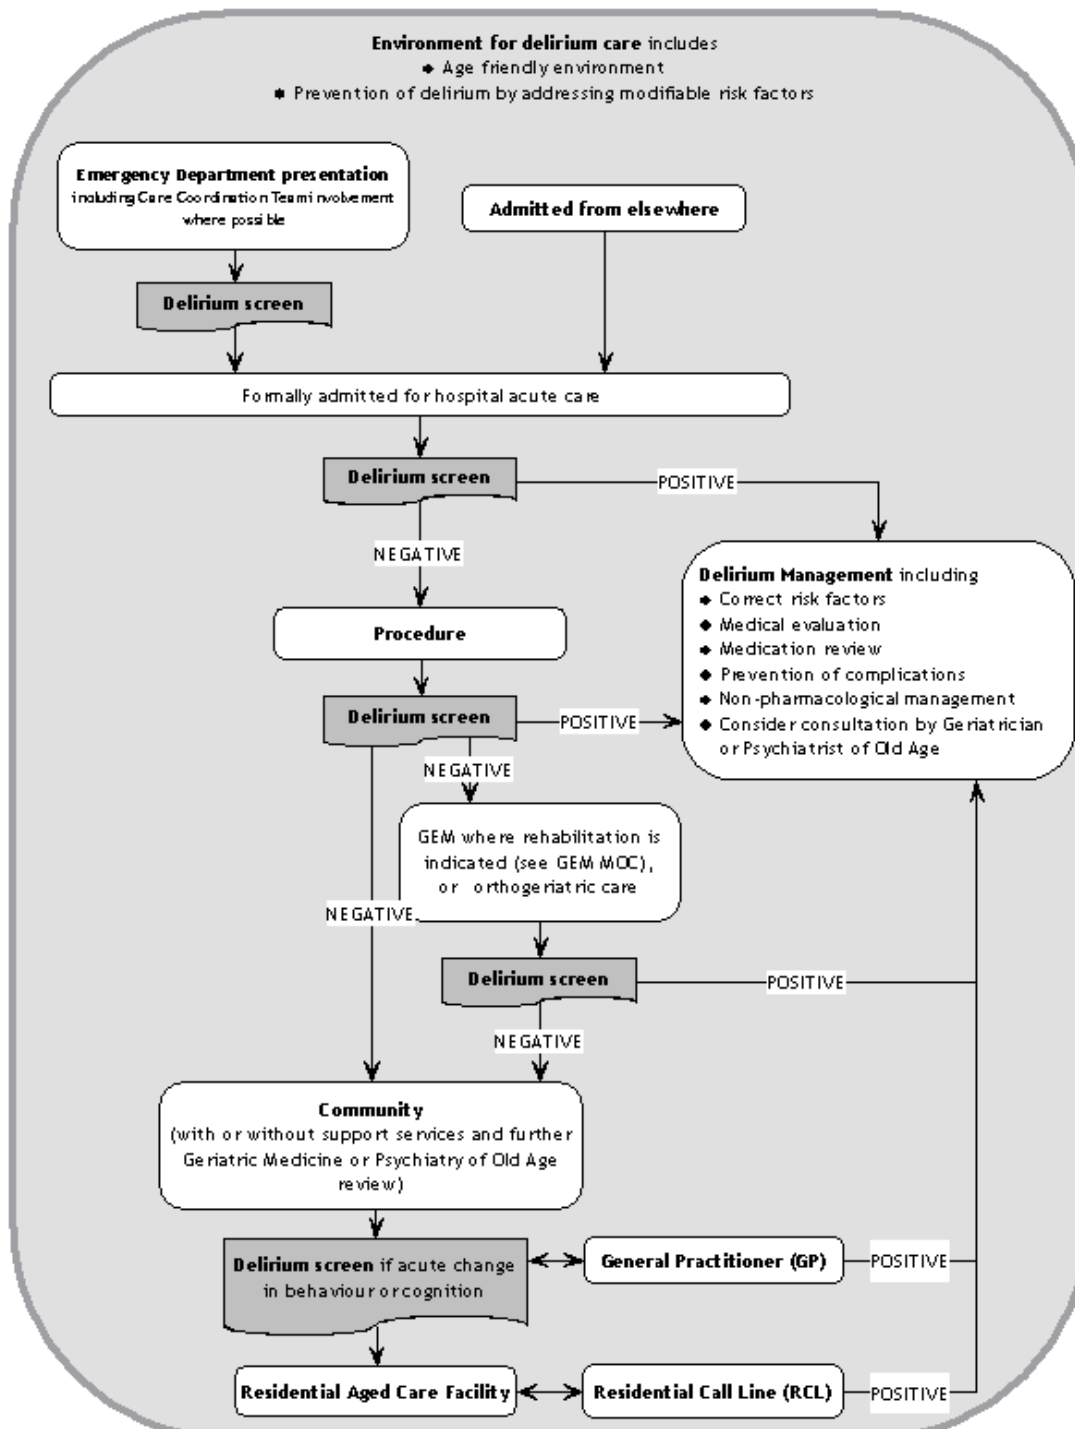 Environment for delirium care includes
◆ Age friendly environment
◆ Prevention of delirium by addressing modifiable risk factors
Emergency Department presentation
including Care Coordination Team involvement
where possible
Admitted from elsewhere
Delirium screen
Formally admitted for hospital acute care
Delirium screen
POSITIVE
NEGATIVE
Delirium Management including
◆ Correct risk factors
◆ Medical evaluation
◆ Medication review
◆ Prevention of complications
◆ Non-pharmacological management
◆ Consider consultation by Geriatrician
or Psychiatrist of Old Age
Procedure
Delirium screen
POSITIVE
NEGATIVE
GEM where rehabilitation is
indicated (see GEM MOC),
or orthogeriatric care
NEGATIVE
Delirium screen
POSITIVE
NEGATIVE
Community
(with or without support services and further
Geriatric Medicine or Psychiatry of Old Age
review)
Delirium screen if acute change
in behaviour or cognition
General Practitioner (GP)
POSITIVE
Residential Aged Care Facility
Residential Call Line (RCL)
POSITIVE